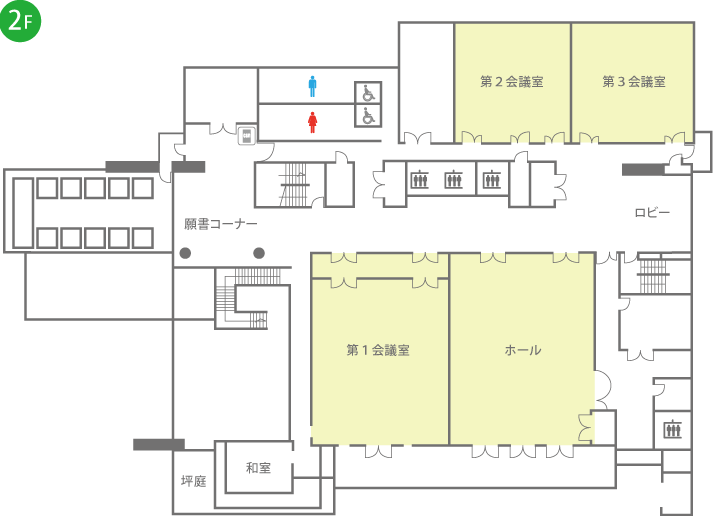 2F
第2会議室
第3会議室
願書コーナー
ロビー
第1会議室
ホール
和室
坪庭